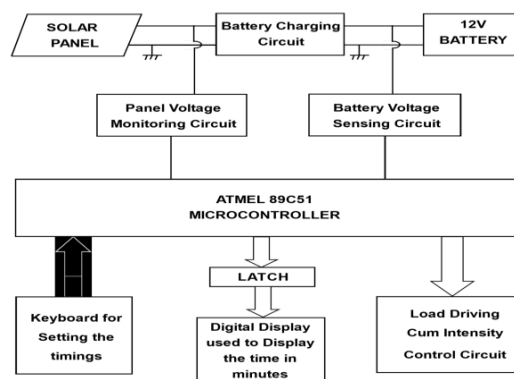 SOLAR
PANEL
Battery Charging
Circuit
12V
BATTERY
Panel Voltage
Monitoring Circuit
Battery Voltage
Sensing Circuit
ATMEL 89C51
MICROCONTROLLER
LATCH
Keyboard for
Setting the
timings
Digital Display
used to Display
the time in
minutes
Load Driving
Cum Intensity
Control Circuit